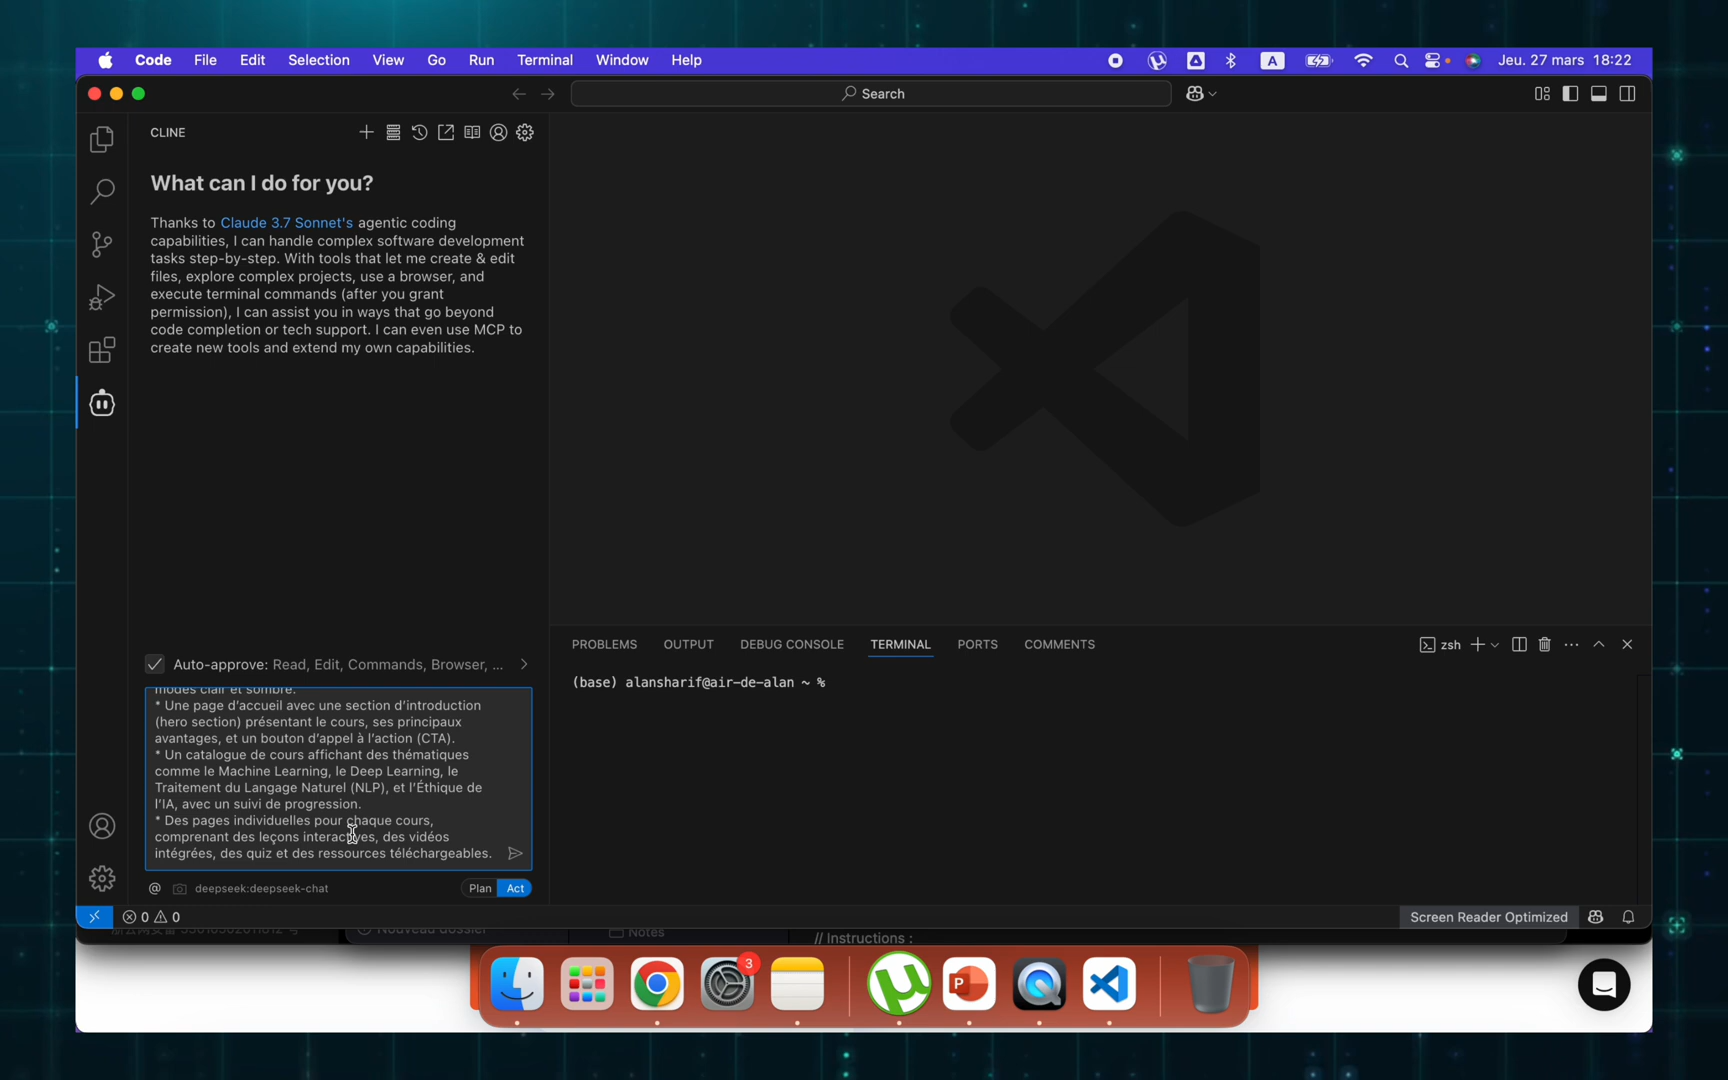 Code File Edit Selection View Go Run Terminal Window Help
A
Jeu. 27 mars 18:22
Search
CLINE
What can I do for you?
Thanks to Claude 3.7 Sonnet's agentic coding
capabilities, I can handle complex software development
tasks step-by-step. With tools that let me create & edit
files, explore complex projects, use a browser, and
execute terminal commands (after you grant
permission), I can assist you in ways that go beyond
code completion or tech support. I can even use MCP to
create new tools and extend my own capabilities.
Auto-approve: Read, Edit, Commands, Browser, ...
modes clair et sombre.
* Une page d'accueil avec une section d'introduction
(hero section) présentant le cours, ses principaux
avantages, et un bouton d'appel à l'action (CTA).
* Un catalogue de cours affichant des thématiques
comme le Machine Learning, le Deep Learning, le
Traitement du Langage Naturel (NLP), et l'Éthique de
l'IA, avec un suivi de progression.
* Des pages individuelles pour chaque cours,
comprenant des leçons interactives, des vidéos
intégrées, des quiz et des ressources téléchargeables.
@ deepseek:deepseek-chat
Plan Act
PROBLEMS OUTPUT DEBUG CONSOLE TERMINAL PORTS COMMENTS
zsh
(base) alansharif@air-de-alan ~ %
0 0
Screen Reader Optimized
Nouveau dossier
Notes
// Instructions :
3
P